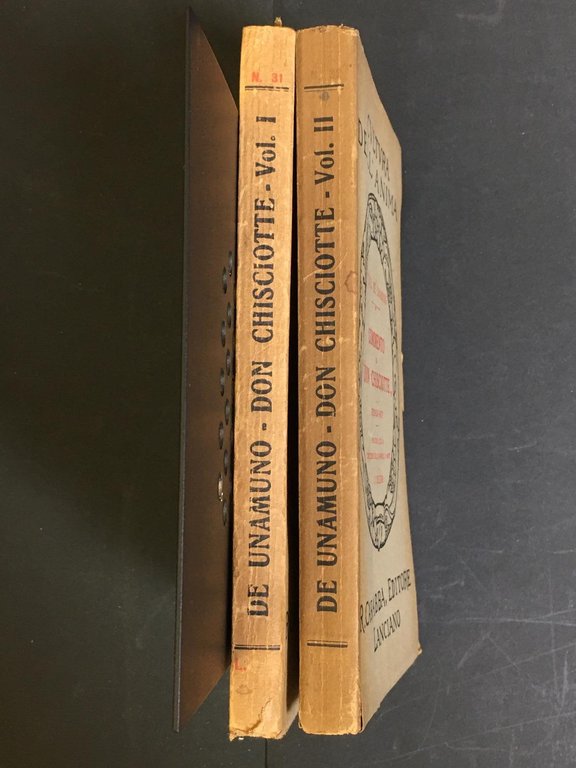 N. 31
DE UNAMUNO - DON CHISCIOTTE - Vol. I
L.
DE UNAMUNO - DON CHISCIOTTE - Vol. II
CVLTVRA
DELL'ANIMA
COMMENTO
DON CHISCIOTTE
R. CARABBA, EDITORE
LANCIANO